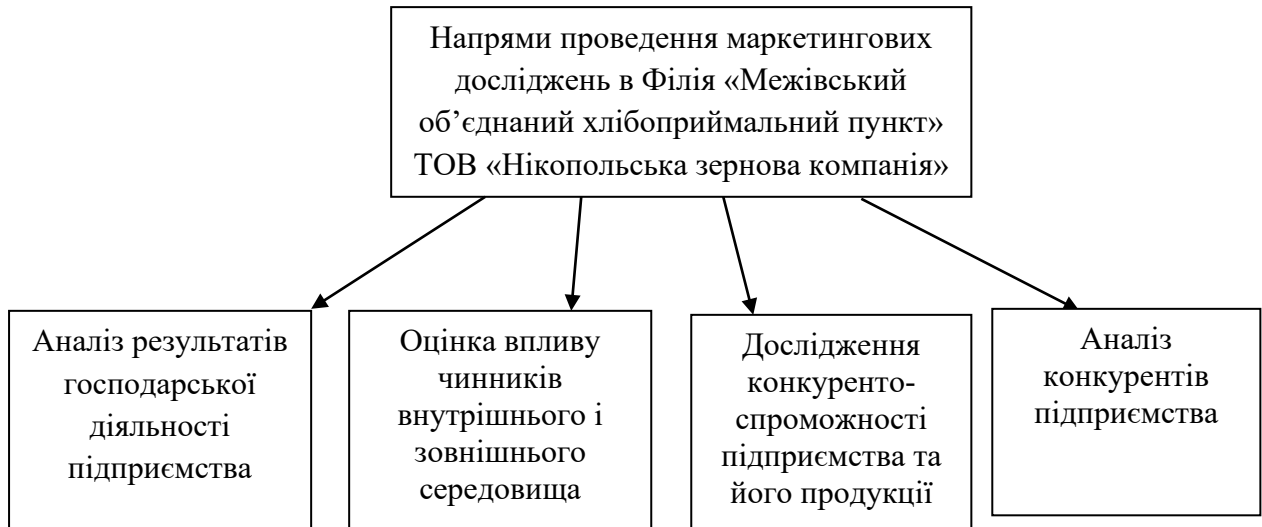 Напрями проведення маркетингових
досліджень в Філія «Межівський
об’єднаний хлібоприймальний пункт»
ТОВ «Нікопольська зернова компанія»
Аналіз результатів
господарської
діяльності
підприємства
Оцінка впливу
чинників
внутрішнього і
зовнішнього
середовища
Дослідження
конкуренто-
спроможності
підприємства та
його продукції
Аналіз
конкурентів
підприємства